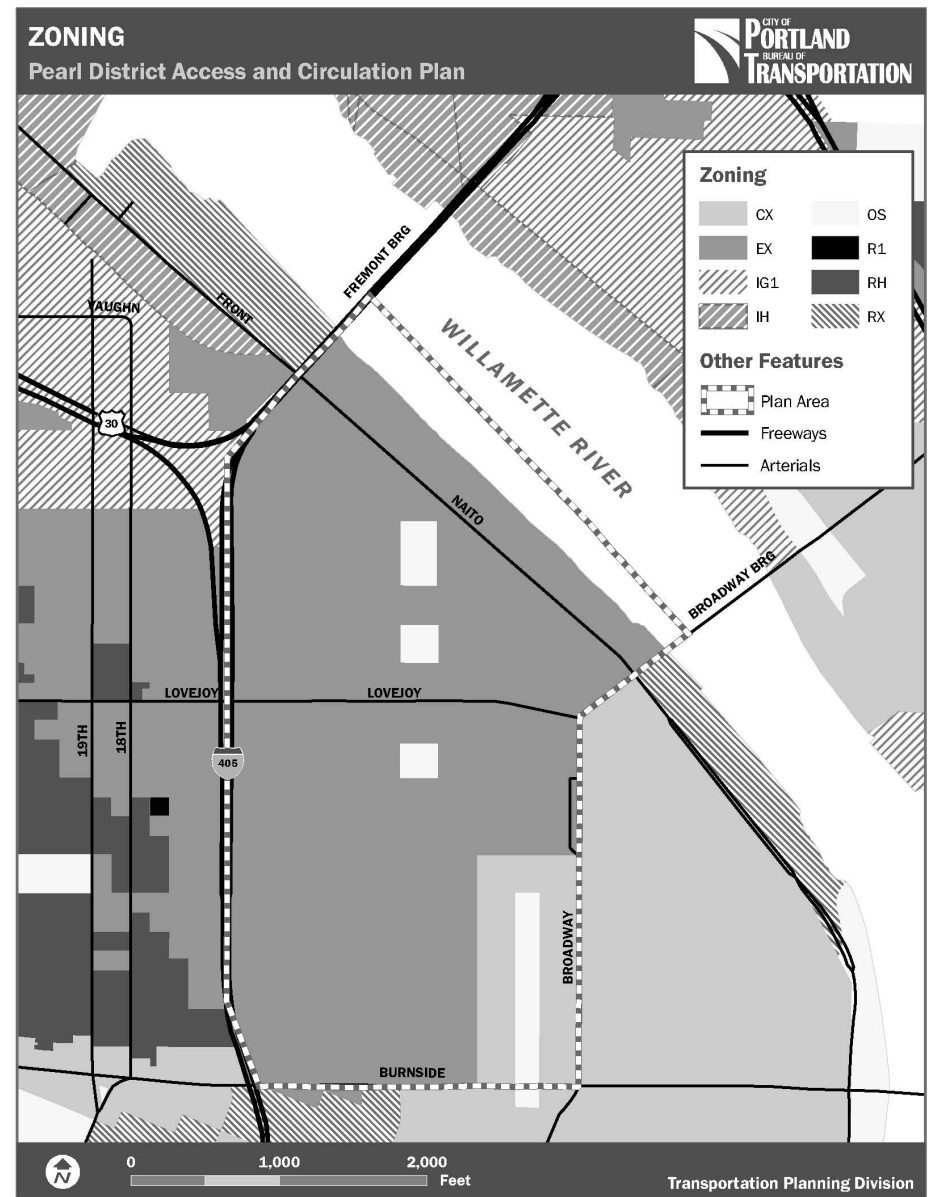 ZONING
Pearl District Access and Circulation Plan
CITY OF
PORTLAND
BUREAU OF
TRANSPORTATION
Zoning
CX
OS
EX
R1
IG1
RH
IH
RX
Other Features
Plan Area
Freeways
Arterials
FREMONT BRG
VAUGHN
FRONT
WILLAMETTE RIVER
30
NAITO
BROADWAY BRG
LOVEJOY
LOVEJOY
19TH
18TH
405
BROADWAY
BURNSIDE
N
0
1,000
2,000
Feet
Transportation Planning Division